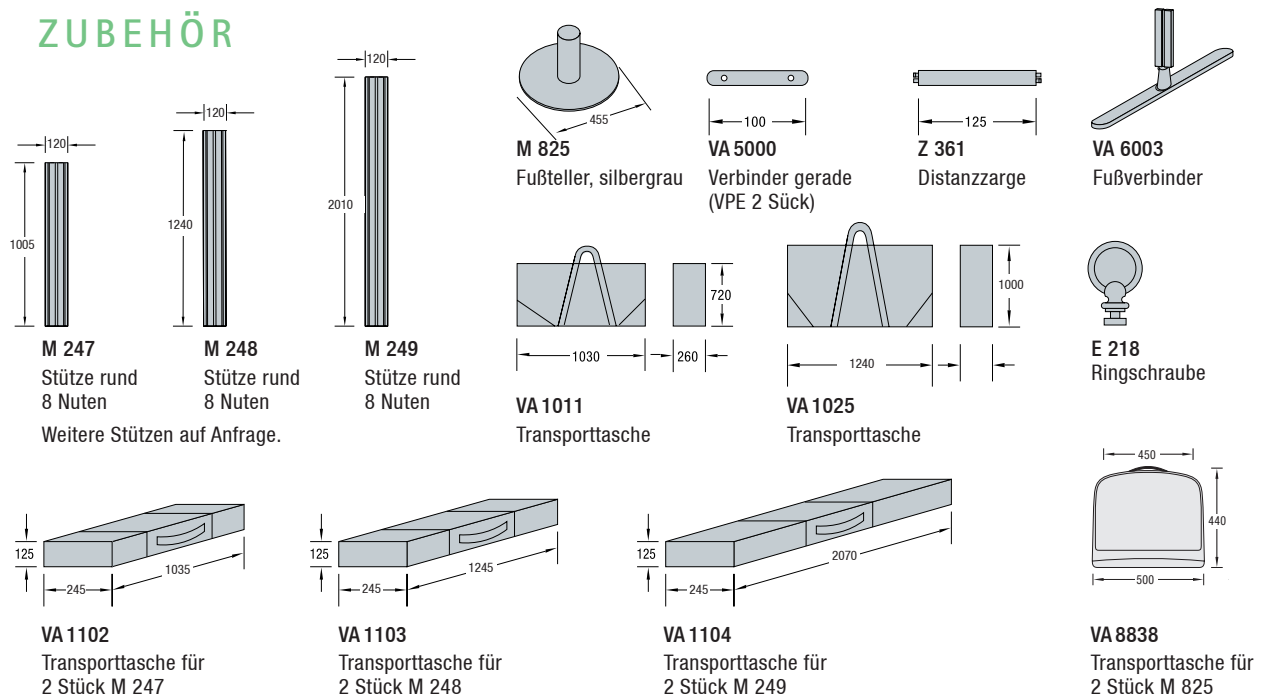 ZUBEHÖR
120
1005
M 247
Stütze rund
8 Nuten
120
1240
M 248
Stütze rund
8 Nuten
120
2010
M 249
Stütze rund
8 Nuten
Weitere Stützen auf Anfrage.
455
M 825
Fußteller, silbergrau
100
VA 5000
Verbinder gerade
(VPE 2 Sück)
125
Z 361
Distanzzarge
VA 6003
Fußverbinder
720
1030
260
VA 1011
Transporttasche
1000
1240
VA 1025
Transporttasche
E 218
Ringschraube
125
245
1035
VA 1102
Transporttasche für
2 Stück M 247
125
245
1245
VA 1103
Transporttasche für
2 Stück M 248
125
245
2070
VA 1104
Transporttasche für
2 Stück M 249
450
440
500
VA 8838
Transporttasche für
2 Stück M 825